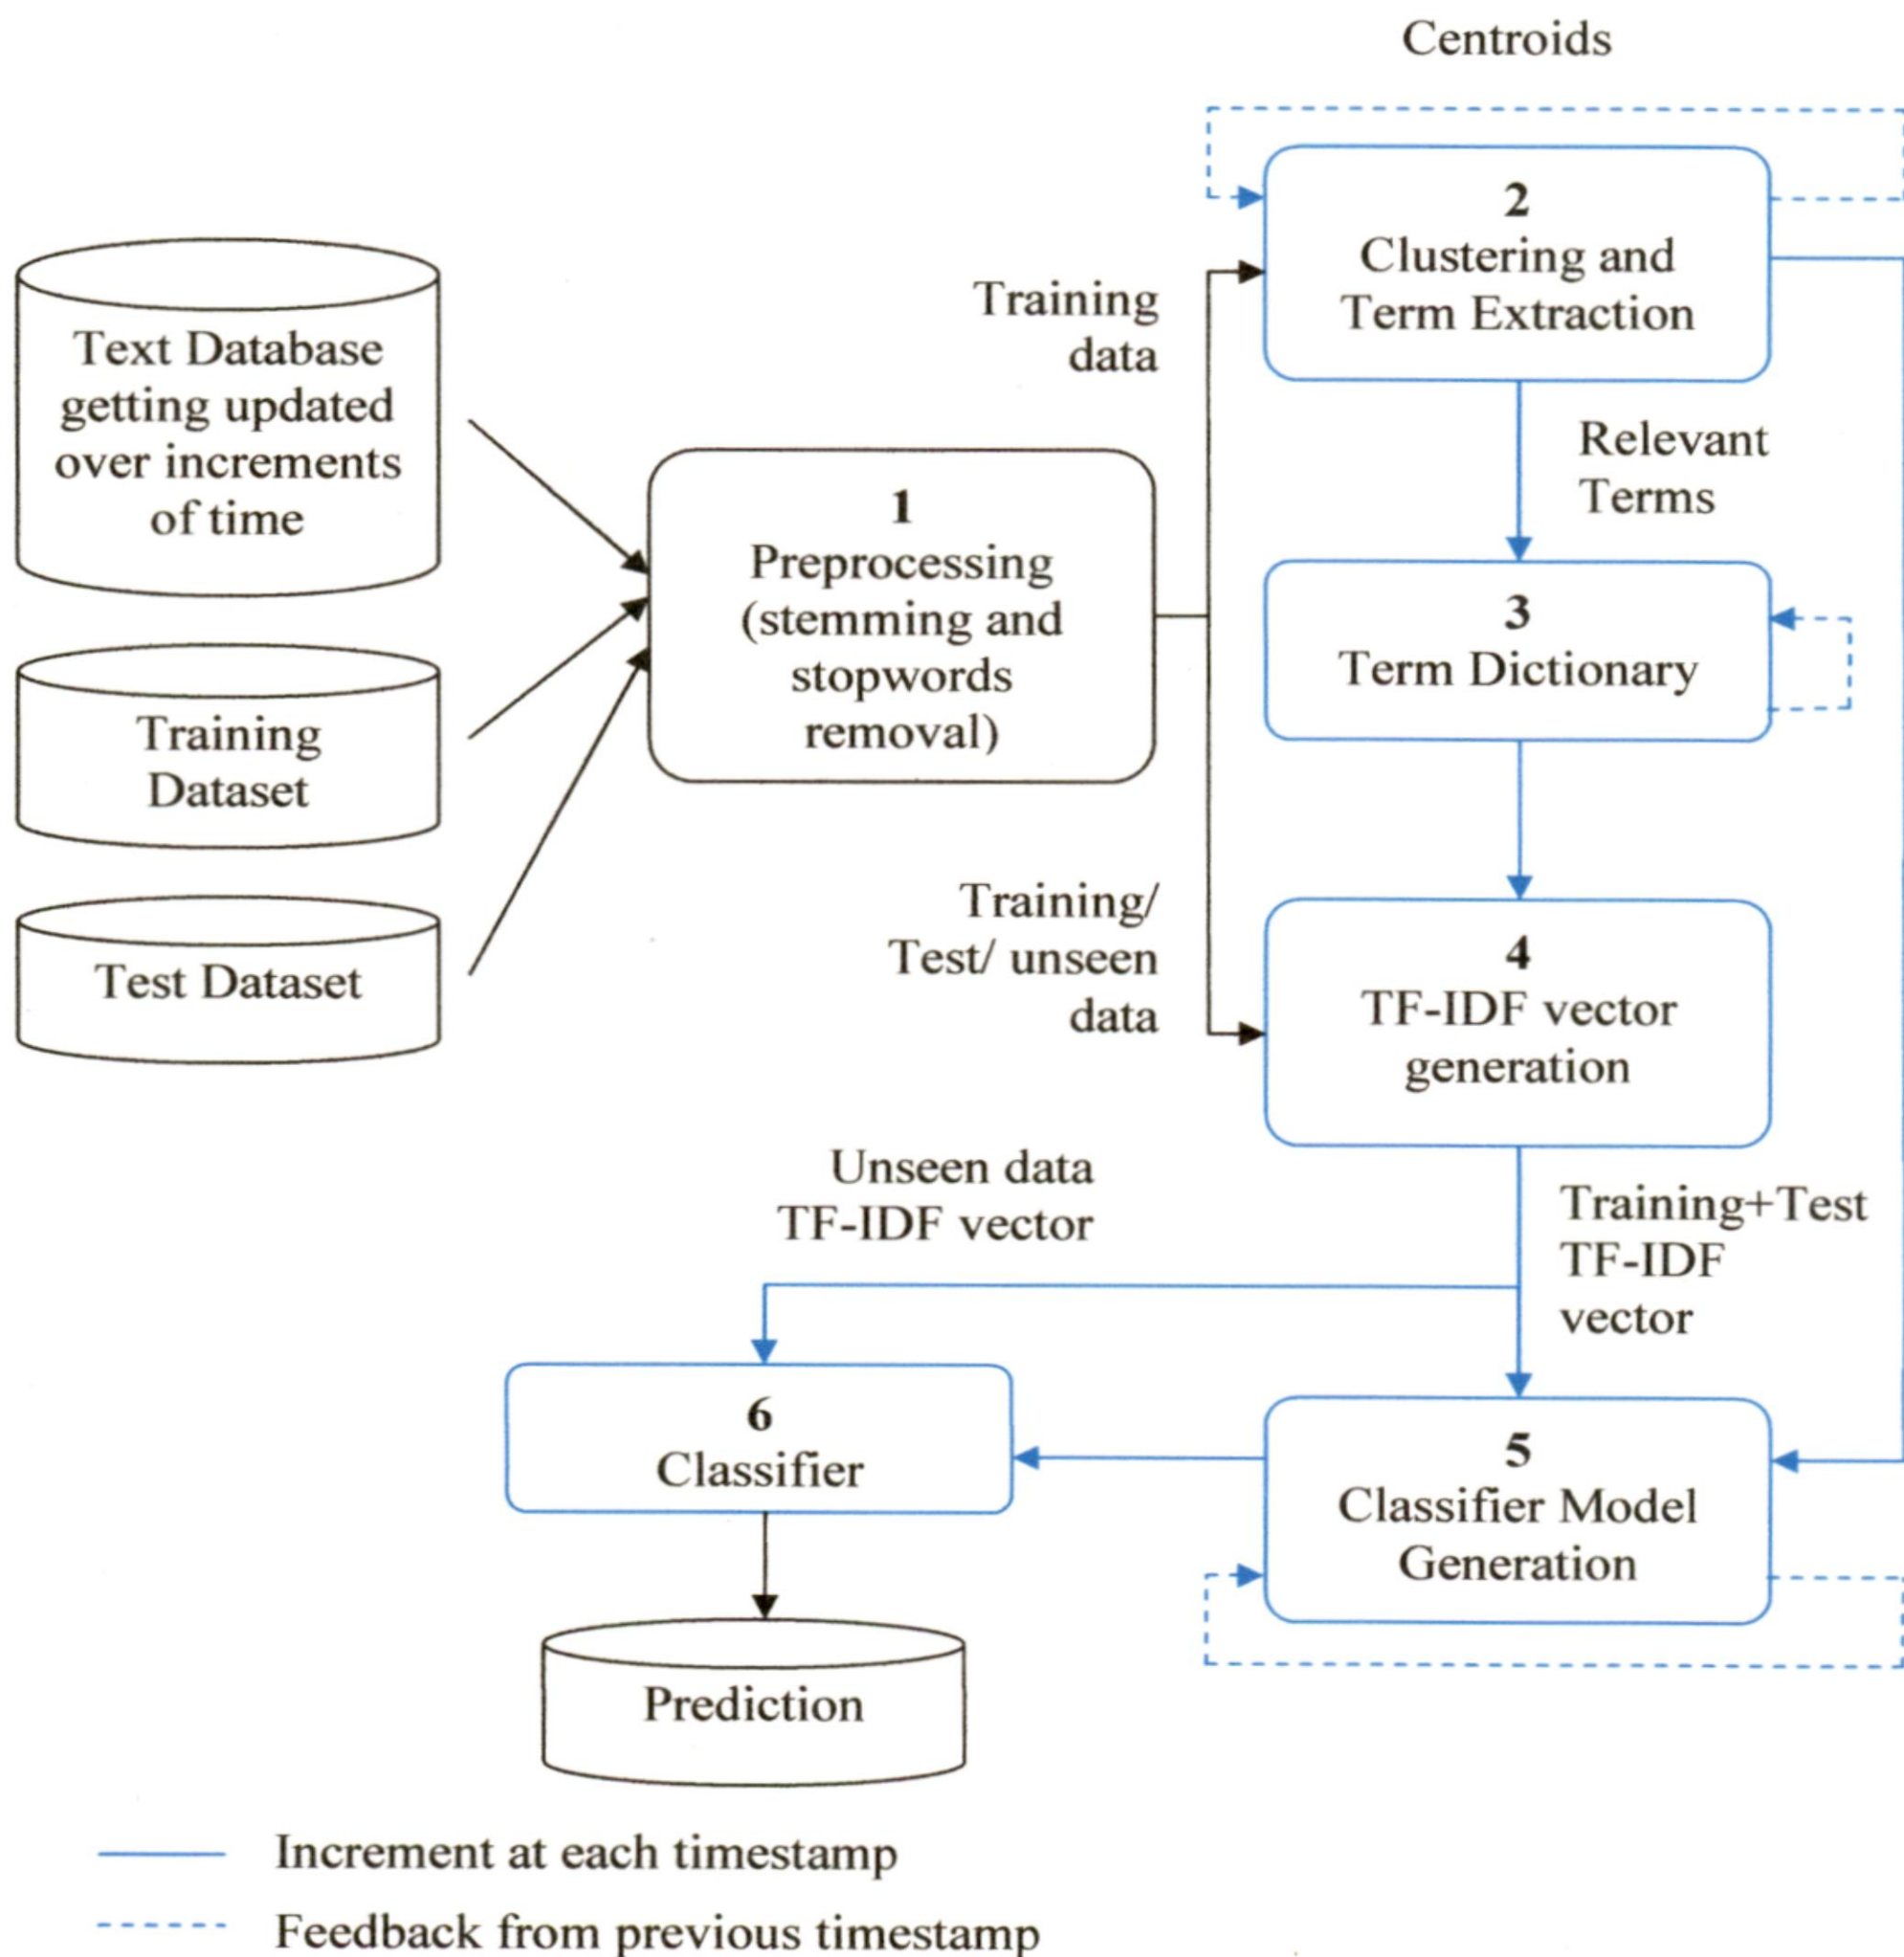 Centroids
Text Database
getting updated
over increments
of time
Training
Dataset
Test Dataset
1
Preprocessing
(stemming and
stopwords
removal)
Training
data
2
Clustering and
Term Extraction
Relevant
Terms
3
Term Dictionary
Training/
Test/ unseen
data
4
TF-IDF vector
generation
Unseen data
TF-IDF vector
Training+Test
TF-IDF
vector
6
Classifier
5
Classifier Model
Generation
Prediction
Increment at each timestamp
Feedback from previous timestamp